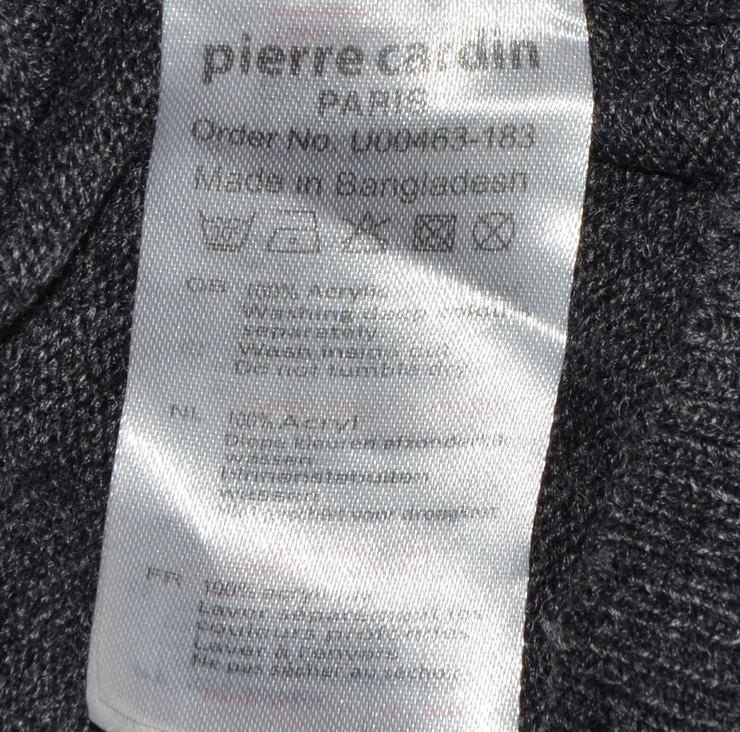 pierre cardin
PARIS
Order No. U00463-183
Made in Bangladesh
30°
GB 100% Acrylic
Washing deep colours
separately
Wash inside out
Do not tumble dry
NL 100% Acryl
Diepe kleuren afzonderlijk
wassen
binnenstebuiten
wassen
Niet geschikt voor droogkast
FR 100% acrylique
Laver séparément les
couleurs profondes
Laver à l'envers
Ne pas sécher au séchoir